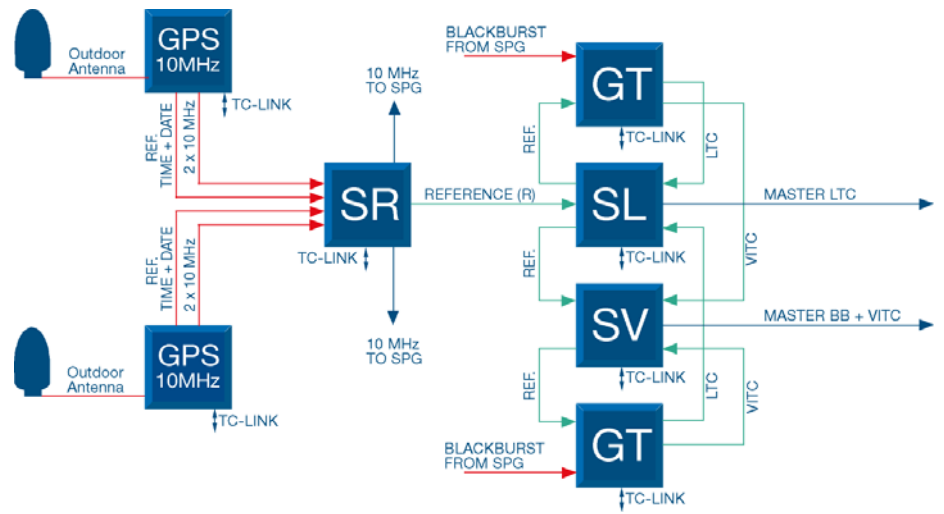 GPS
10MHz
Outdoor
Antenna
TC-LINK
REF.
TIME + DATE
2 x 10 MHz
10 MHz
TO SPG
SR
TC-LINK
10 MHz
TO SPG
REF.
TIME + DATE
2 x 10 MHz
GPS
10MHz
Outdoor
Antenna
TC-LINK
REFERENCE (R)
BLACKBURST
FROM SPG
GT
TC-LINK
REF.
LTC
SL
MASTER LTC
TC-LINK
VITC
REF.
SV
MASTER BB + VITC
TC-LINK
REF.
LTC
VITC
GT
BLACKBURST
FROM SPG
TC-LINK